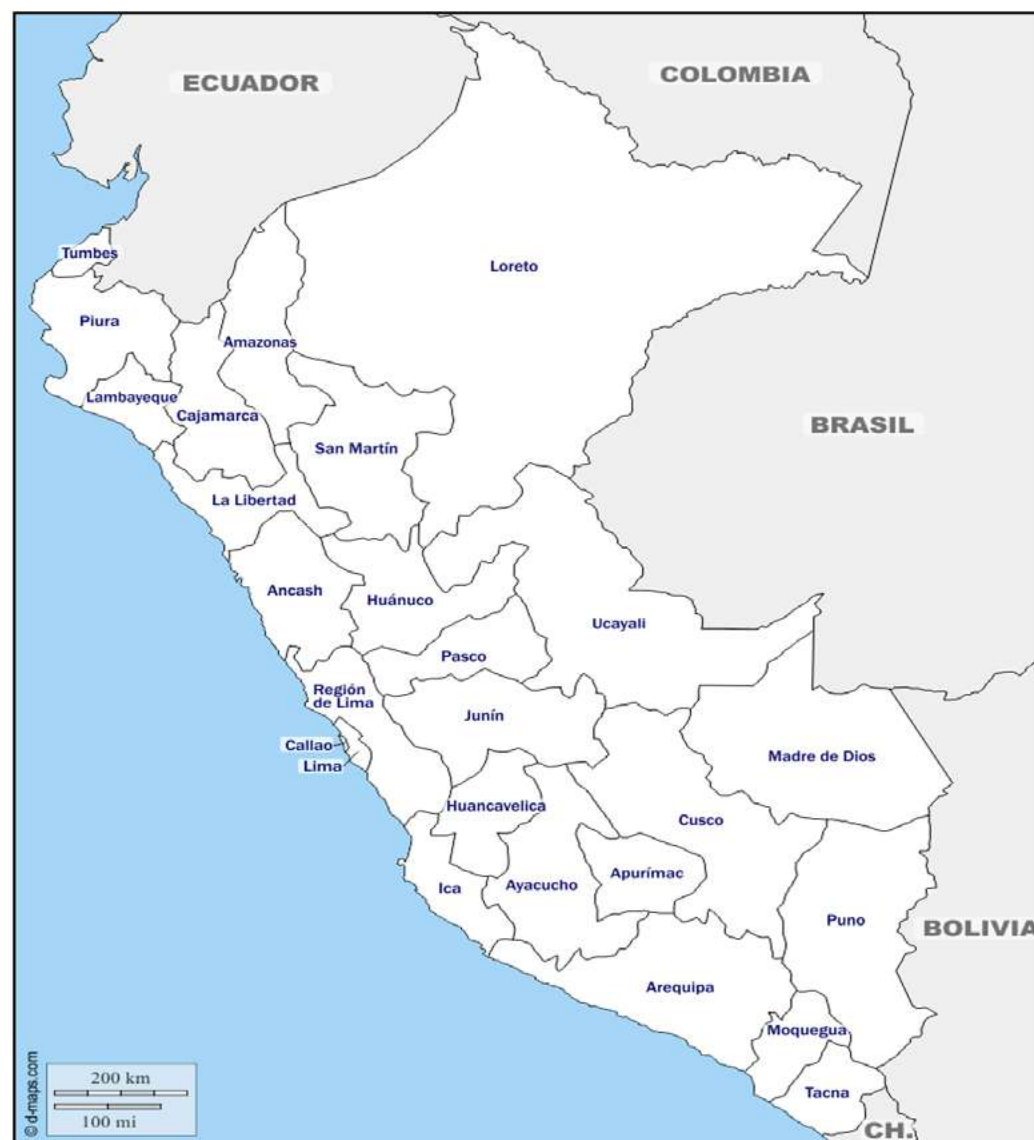 ECUADOR
COLOMBIA
Tumbes
Loreto
Piura
Amazonas
Lambayeque
Cajamarca
BRASIL
San Martín
La Libertad
Ancash
Huánuco
Ucayali
Pasco
Región
de Lima
Junín
Callao
Lima
Madre de Dios
Huancavelica
Cusco
Ica
Ayacucho
Apurímac
Puno
BOLIVIA
Arequipa
Moquegua
Tacna
CH.
200 km
100 mi
© d-maps.com